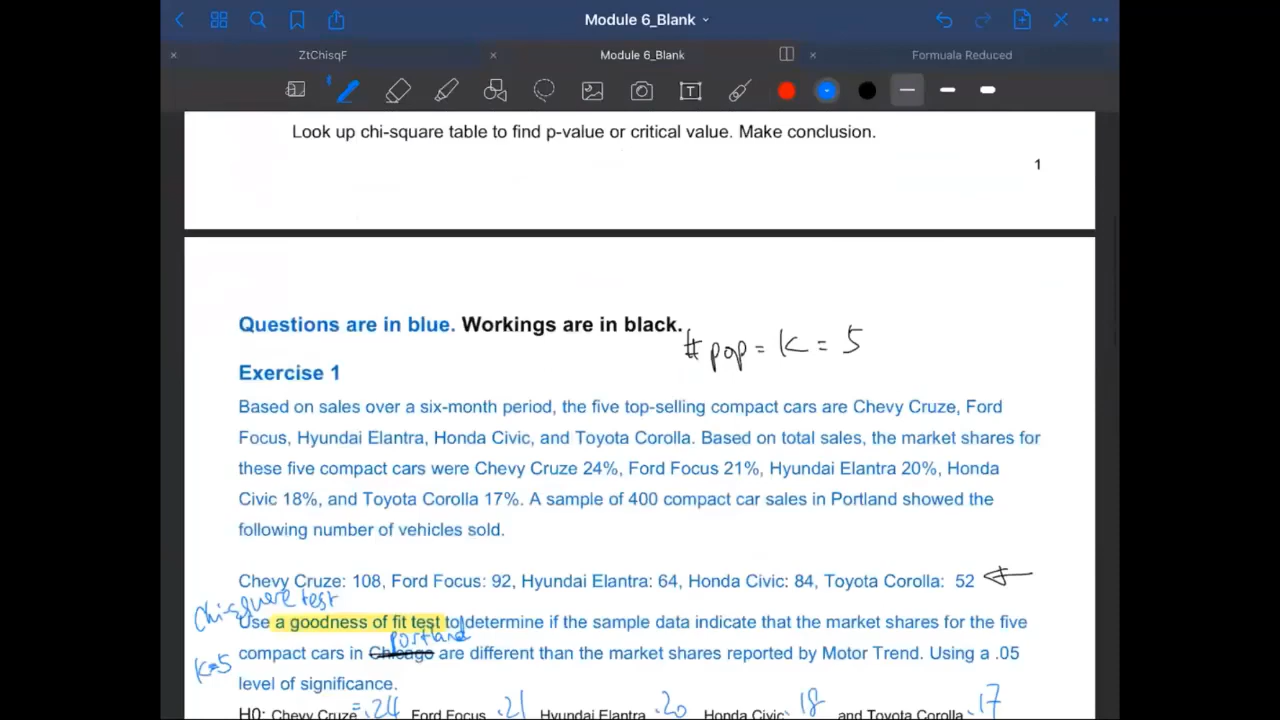 Module 6_Blank
ZtChisqF
Module 6_Blank
Formuala Reduced
Look up chi-square table to find p-value or critical value. Make conclusion.
1
Questions are in blue. Workings are in black.
# pop = K = 5
Exercise 1
Based on sales over a six-month period, the five top-selling compact cars are Chevy Cruze, Ford
Focus, Hyundai Elantra, Honda Civic, and Toyota Corolla. Based on total sales, the market shares for
these five compact cars were Chevy Cruze 24%, Ford Focus 21%, Hyundai Elantra 20%, Honda
Civic 18%, and Toyota Corolla 17%. A sample of 400 compact car sales in Portland showed the
following number of vehicles sold.
Chevy Cruze: 108, Ford Focus: 92, Hyundai Elantra: 64, Honda Civic: 84, Toyota Corolla: 52
Chi-square test
Use a goodness of fit test to determine if the sample data indicate that the market shares for the five
portland
K=5
compact cars in Chicago are different than the market shares reported by Motor Trend. Using a .05
level of significance.
H0: Chevy Cruze =.24 Ford Focus .21 Hyundai Elantra .20 Honda Civic .18 and Toyota Corolla .17